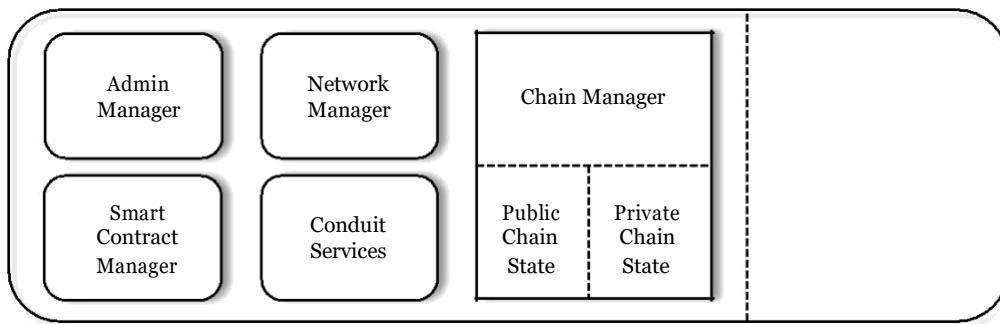 Admin
Manager
Network
Manager
Chain Manager
Smart
Contract
Manager
Conduit
Services
Public
Chain
State
Private
Chain
State